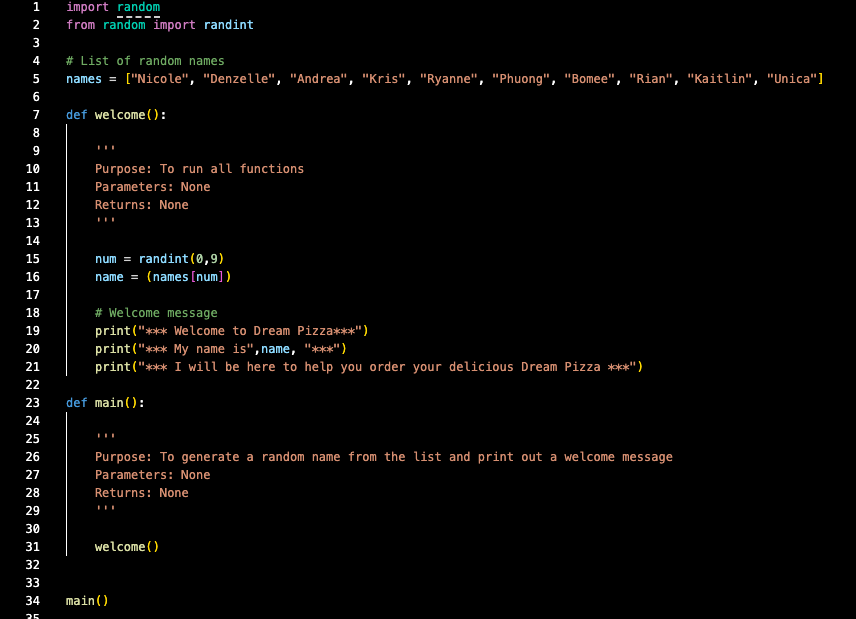 1 import random
2 from random import randint
3
4 # List of random names
5 names = ["Nicole", "Denzelle", "Andrea", "Kris", "Ryanne", "Phuong", "Bomee", "Rian", "Kaitlin", "Unica"]
6
7 def welcome():
8
9 '''
10 Purpose: To run all functions
11 Parameters: None
12 Returns: None
13 '''
14
15 num = randint(0,9)
16 name = (names[num])
17
18 # Welcome message
19 print("*** Welcome to Dream Pizza***")
20 print("*** My name is",name, "***")
21 print("*** I will be here to help you order your delicious Dream Pizza ***")
22
23 def main():
24
25 '''
26 Purpose: To generate a random name from the list and print out a welcome message
27 Parameters: None
28 Returns: None
29 '''
30
31 welcome()
32
33
34 main()
35